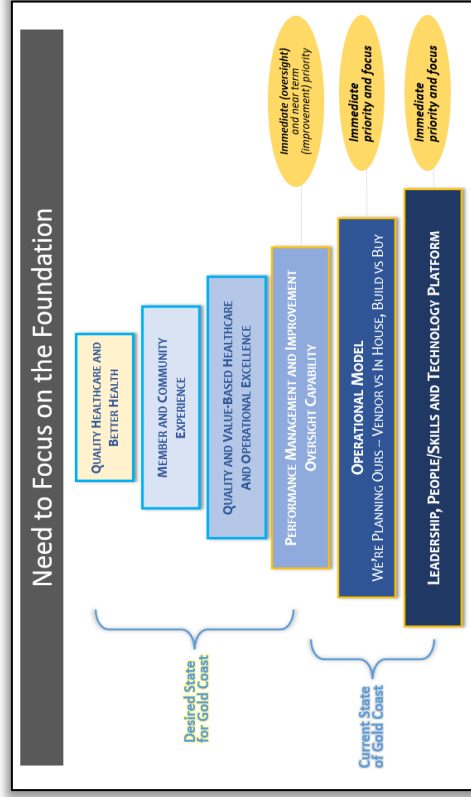 Need to Focus on the Foundation
QUALITY HEALTHCARE AND
BETTER HEALTH
MEMBER AND COMMUNITY
EXPERIENCE
QUALITY AND VALUE-BASED HEALTHCARE
AND OPERATIONAL EXCELLENCE
PERFORMANCE MANAGEMENT AND IMPROVEMENT
OVERSIGHT CAPABILITY
OPERATIONAL MODEL
WE'RE PLANNING OURS – VENDOR VS IN HOUSE, BUILD VS BUY
LEADERSHIP, PEOPLE/SKILLS AND TECHNOLOGY PLATFORM
Desired State
for Gold Coast
Current State
of Gold Coast
Immediate (oversight)
and near term
(improvement) priority
Immediate
priority and focus
Immediate
priority and focus